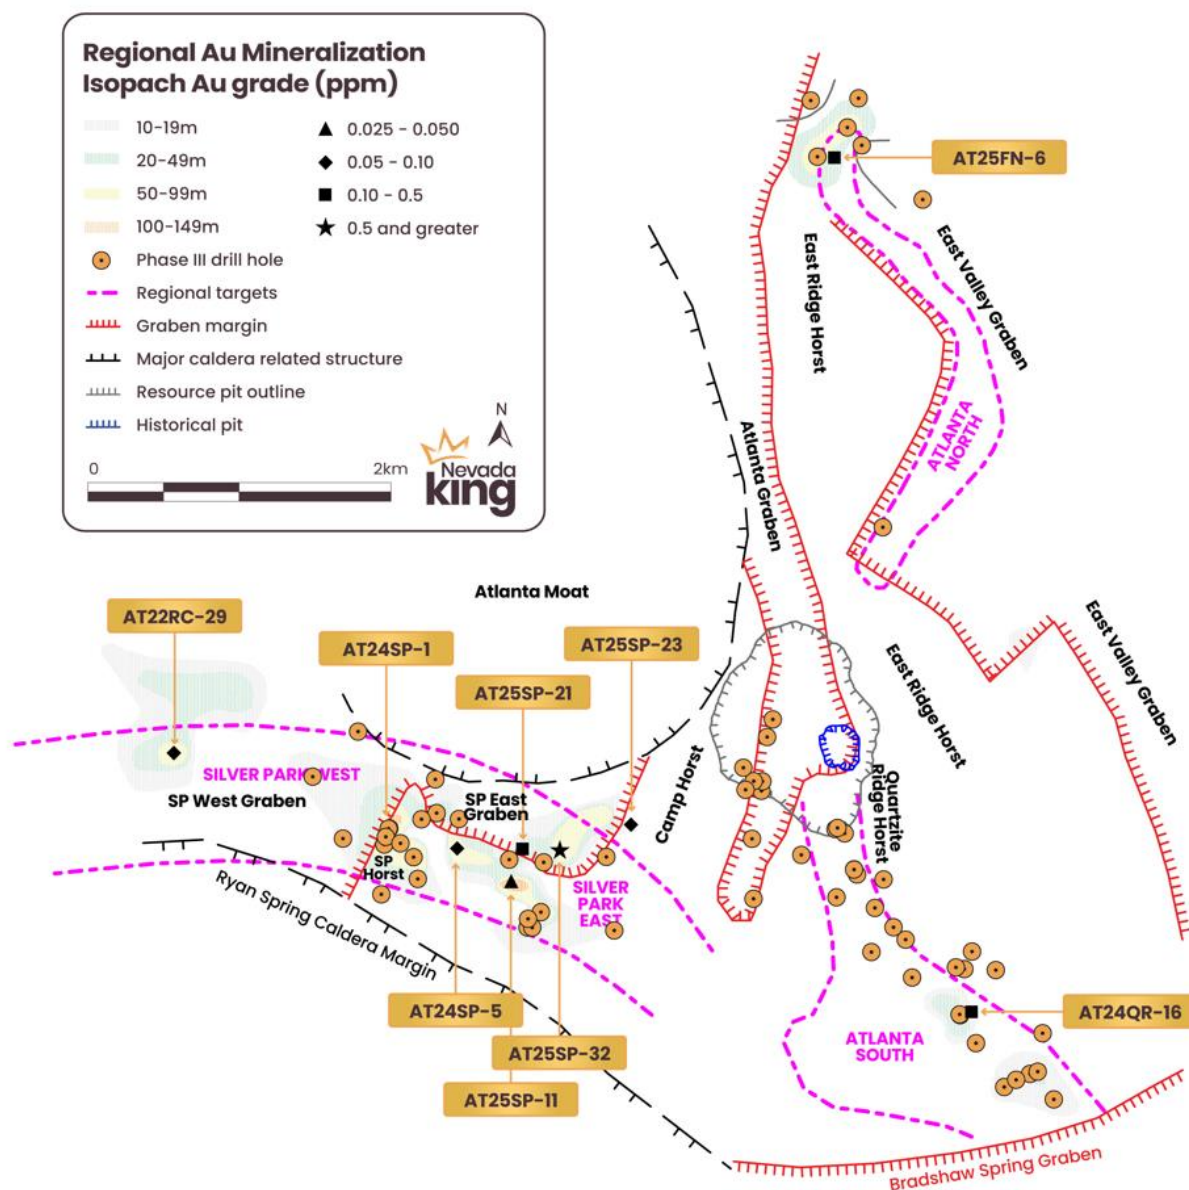 Regional Au Mineralization
Isopach Au grade (ppm)
10-19m
20-49m
50-99m
100-149m
0.025 - 0.050
0.05 - 0.10
0.10 - 0.5
0.5 and greater
Phase III drill hole
Regional targets
Graben margin
Major caldera related structure
Resource pit outline
Historical pit
N
0
2km
Nevada
king
AT25FN-6
East Ridge Horst
East Valley Graben
ATLANTA
NORTH
Atlanta Graben
Atlanta Moat
AT22RC-29
AT24SP-1
AT25SP-21
AT25SP-23
East Valley Graben
East Ridge Horst
SILVER PARK WEST
SP West Graben
SP East
Graben
Camp Horst
Quartzite
Ridge Horst
SP
Horst
SILVER
PARK
EAST
Ryan Spring Caldera Margin
AT24SP-5
AT25SP-32
AT25SP-11
AT24QR-16
ATLANTA
SOUTH
Bradshaw Spring Graben